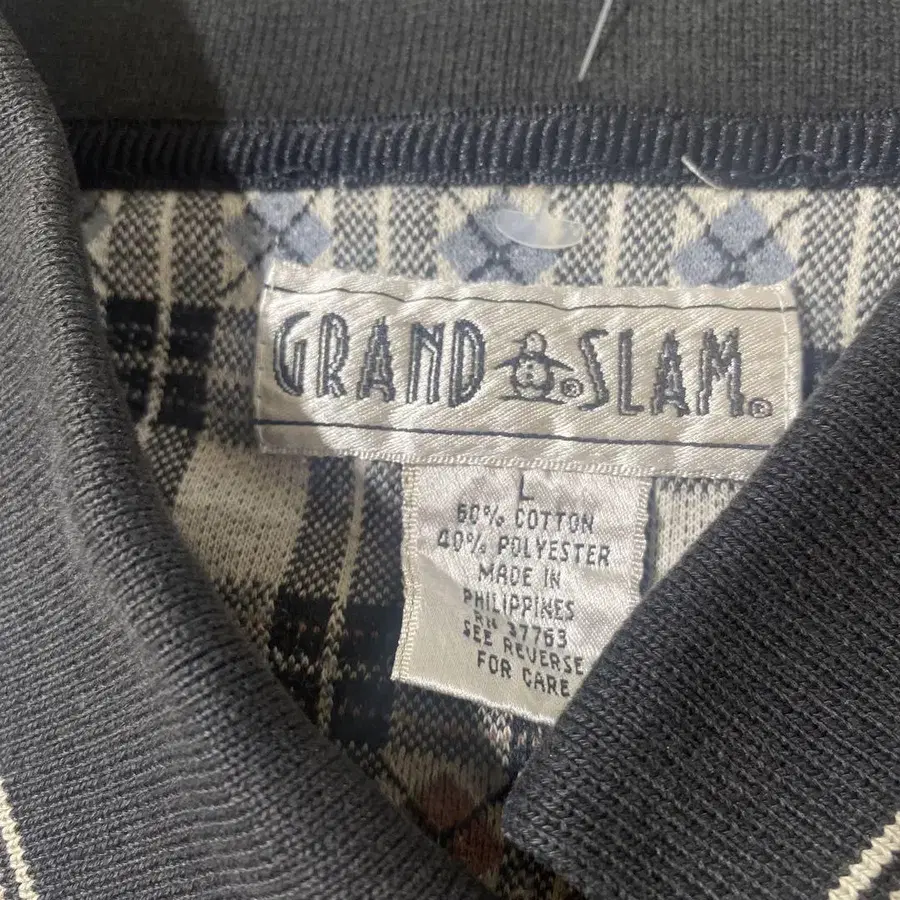 GRAND ® SLAM®
L
60% COTTON
40% POLYESTER
MADE IN
PHILIPPINES
RN 37763
SEE REVERSE
FOR CARE